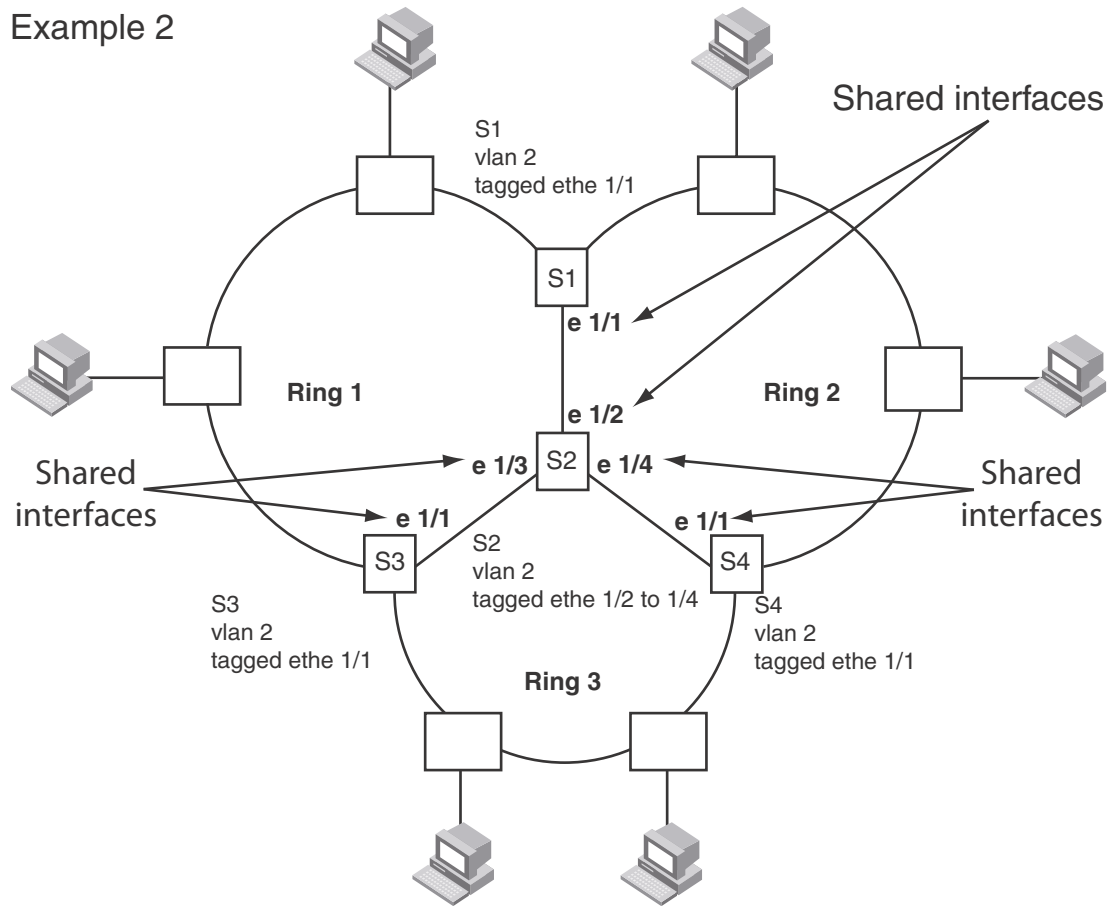 Example 2
Shared interfaces
S1
vlan 2
tagged ethe 1/1
S1
e 1/1
Ring 1
Ring 2
e 1/2
Shared
interfaces
e 1/3
S2
e 1/4
Shared
interfaces
e 1/1
e 1/1
S3
S2
vlan 2
tagged ethe 1/2 to 1/4
S4
S3
vlan 2
tagged ethe 1/1
S4
vlan 2
tagged ethe 1/1
Ring 3